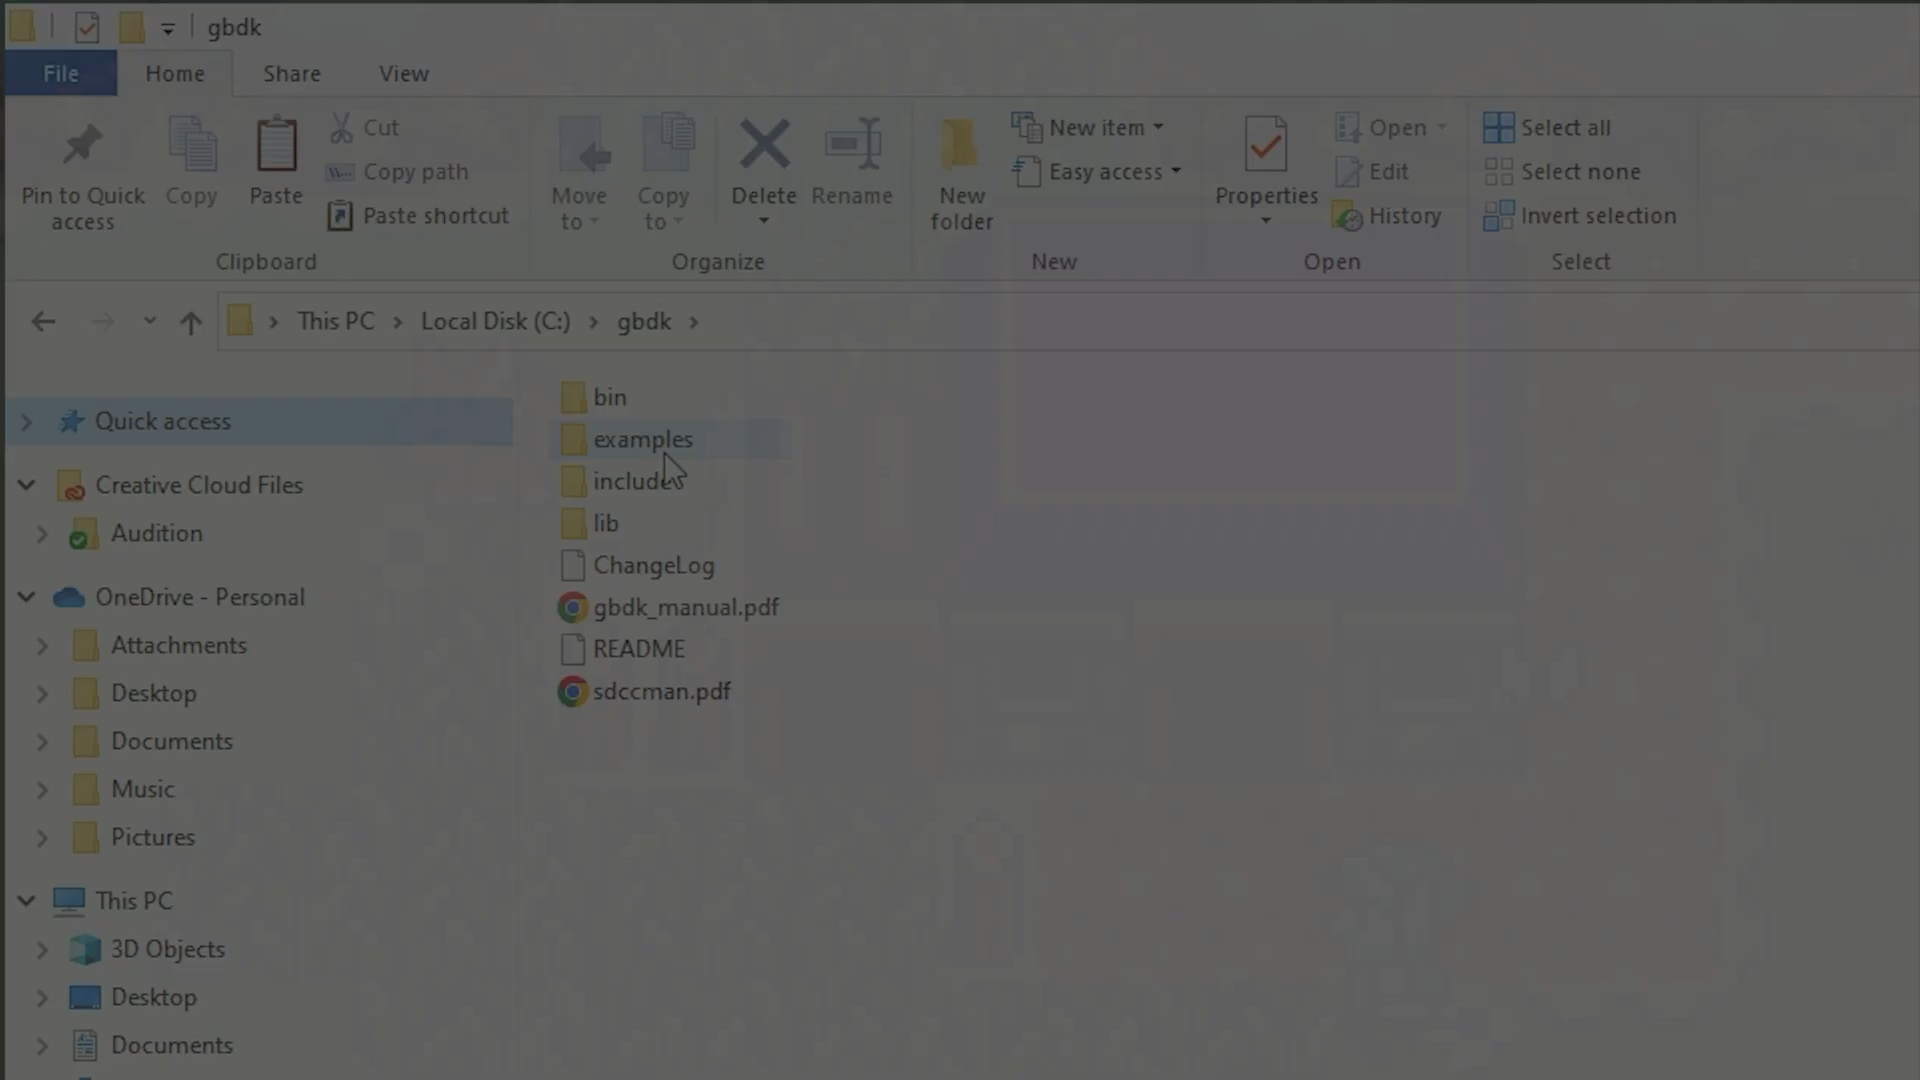 gbdk
File Home Share View
Pin to Quick access
Copy
Paste
Cut
Copy path
Paste shortcut
Clipboard
Move to
Copy to
Delete
Rename
Organize
New folder
New item
Easy access
New
Properties
Open
Edit
History
Open
Select all
Select none
Invert selection
Select
This PC Local Disk (C:) gbdk
Quick access
Creative Cloud Files
Audition
OneDrive - Personal
Attachments
Desktop
Documents
Music
Pictures
This PC
3D Objects
Desktop
Documents
bin
examples
include
lib
ChangeLog
gbdk_manual.pdf
README
sdccman.pdf